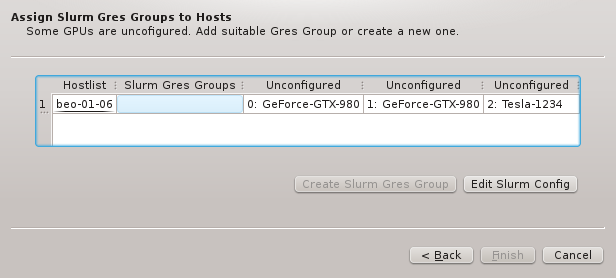 Assign Slurm Gres Groups to Hosts
Some GPUs are unconfigured. Add suitable Gres Group or create a new one.
Hostlist Slurm Gres Groups Unconfigured Unconfigured Unconfigured
1 beo-01-06 0: GeForce-GTX-980 1: GeForce-GTX-980 2: Tesla-1234
Create Slurm Gres Group Edit Slurm Config
< Back Finish Cancel